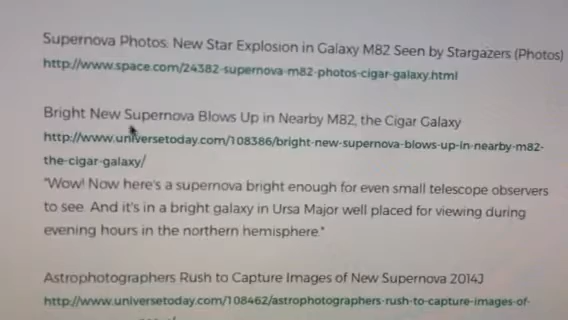 Supernova Photos: New Star Explosion in Galaxy M82 Seen by Stargazers (Photos)
http://www.space.com/24382-supernova-m82-photos-cigar-galaxy.html
Bright New Supernova Blows Up in Nearby M82, the Cigar Galaxy
http://www.universetoday.com/108386/bright-new-supernova-blows-up-in-nearby-m82-
the-cigar-galaxy/
"Wow! Now here's a supernova bright enough for even small telescope observers
to see. And it's in a bright galaxy in Ursa Major well placed for viewing during
evening hours in the northern hemisphere."
Astrophotographers Rush to Capture Images of New Supernova 2014J
http://www.universetoday.com/108462/astrophotographers-rush-to-capture-images-of-